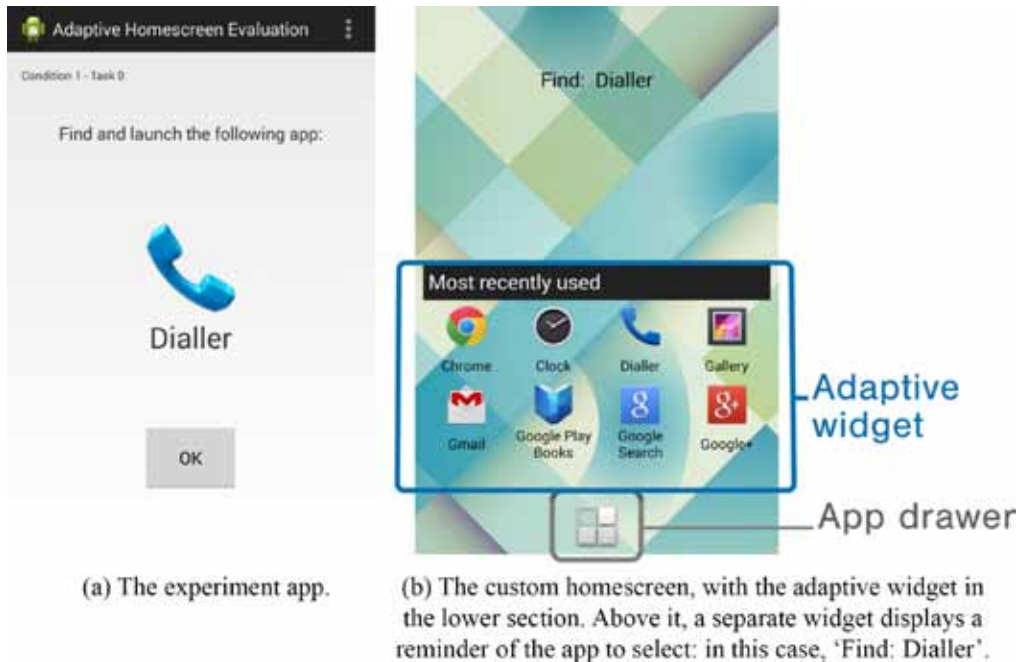 Adaptive Homescreen Evaluation
Condition 1 - Task 0
Find and launch the following app:
Dialler
OK
(a) The experiment app.
Find: Dialler
Most recently used
Chrome Clock Dialler Gallery
Gmail Google Play Books Google Search Google+
Adaptive
widget
App drawer
(b) The custom homescreen, with the adaptive widget in
the lower section. Above it, a separate widget displays a
reminder of the app to select: in this case, ‘Find: Dialler’.